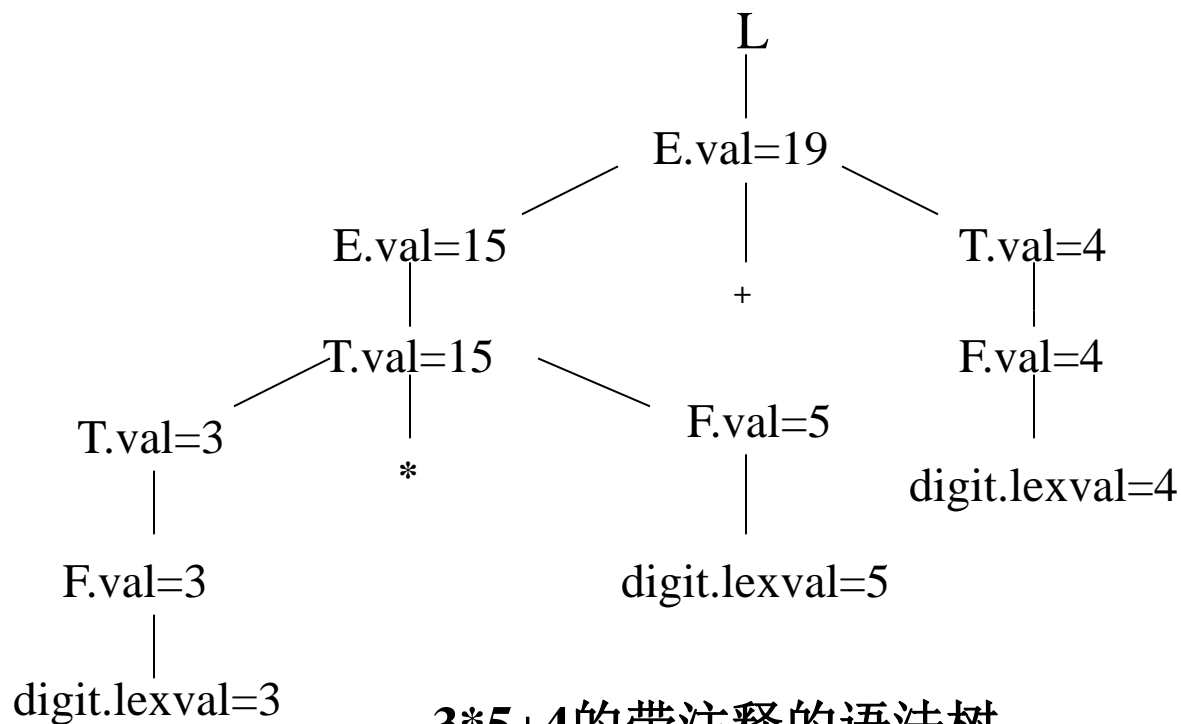 L
E.val=19
E.val=15
T.val=4
+
T.val=15
F.val=4
T.val=3
F.val=5
*
digit.lexval=4
F.val=3
digit.lexval=5
digit.lexval=3
3*5+4的带注释的语法树